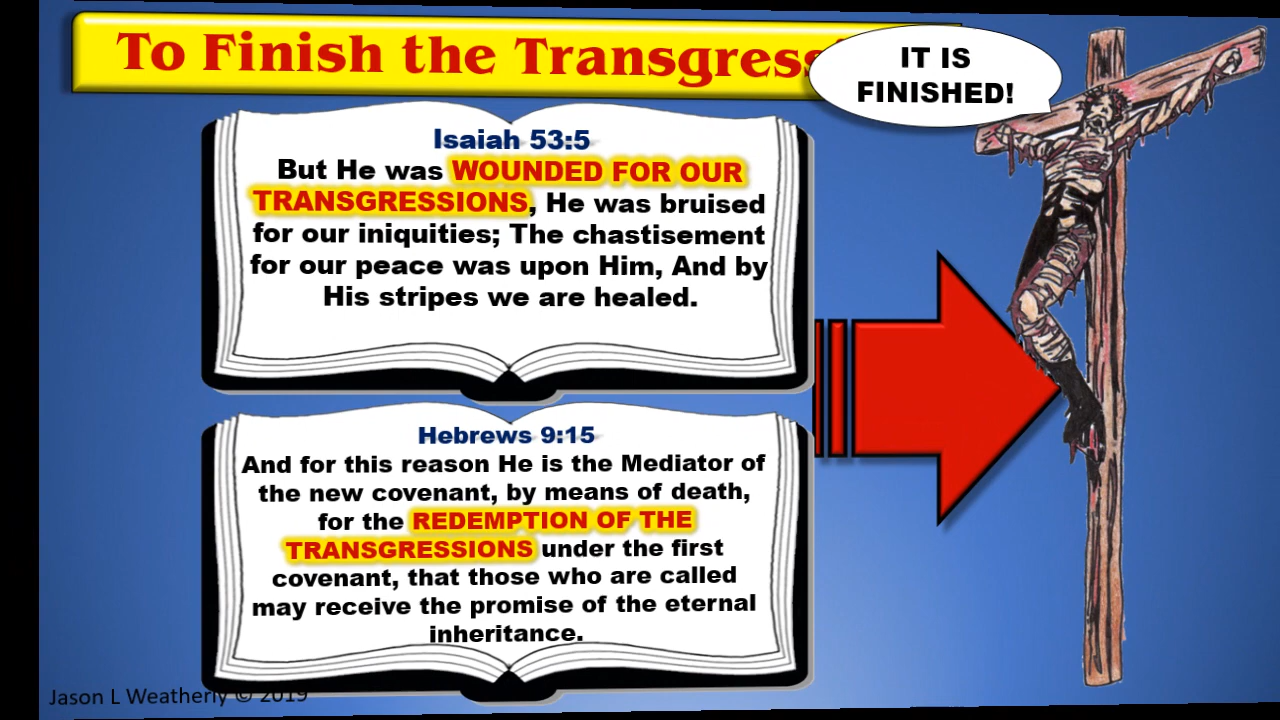 To Finish the Transgress
IT IS
FINISHED!
Isaiah 53:5
But He was WOUNDED FOR OUR
TRANSGRESSIONS, He was bruised
for our iniquities; The chastisement
for our peace was upon Him, And by
His stripes we are healed.
Hebrews 9:15
And for this reason He is the Mediator of
the new covenant, by means of death,
for the REDEMPTION OF THE
TRANSGRESSIONS under the first
covenant, that those who are called
may receive the promise of the eternal
inheritance.
Jason L Weatherly © 2019